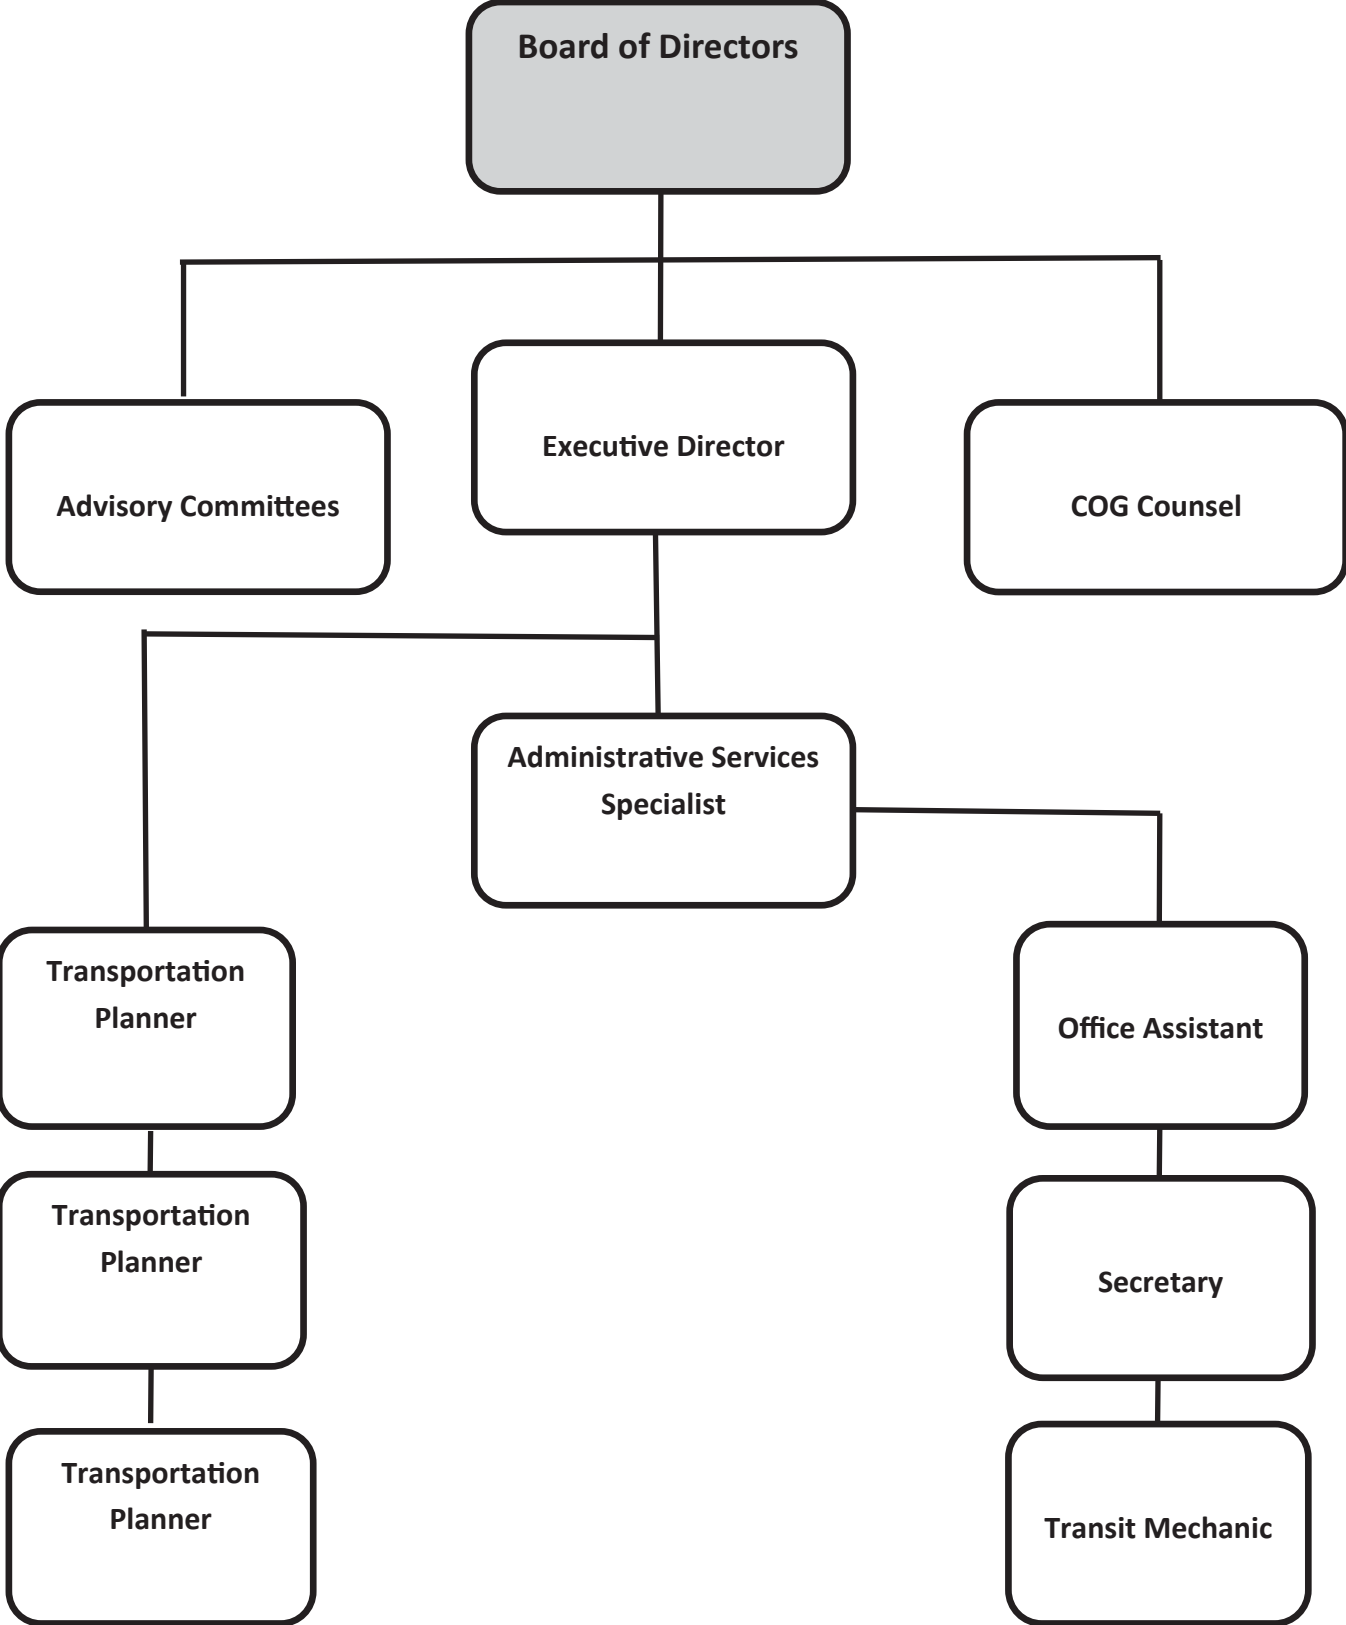 Board of Directors
Executive Director
Advisory Committees
COG Counsel
Administrative Services
Specialist
Transportation
Planner
Office Assistant
Transportation
Planner
Secretary
Transportation
Planner
Transit Mechanic